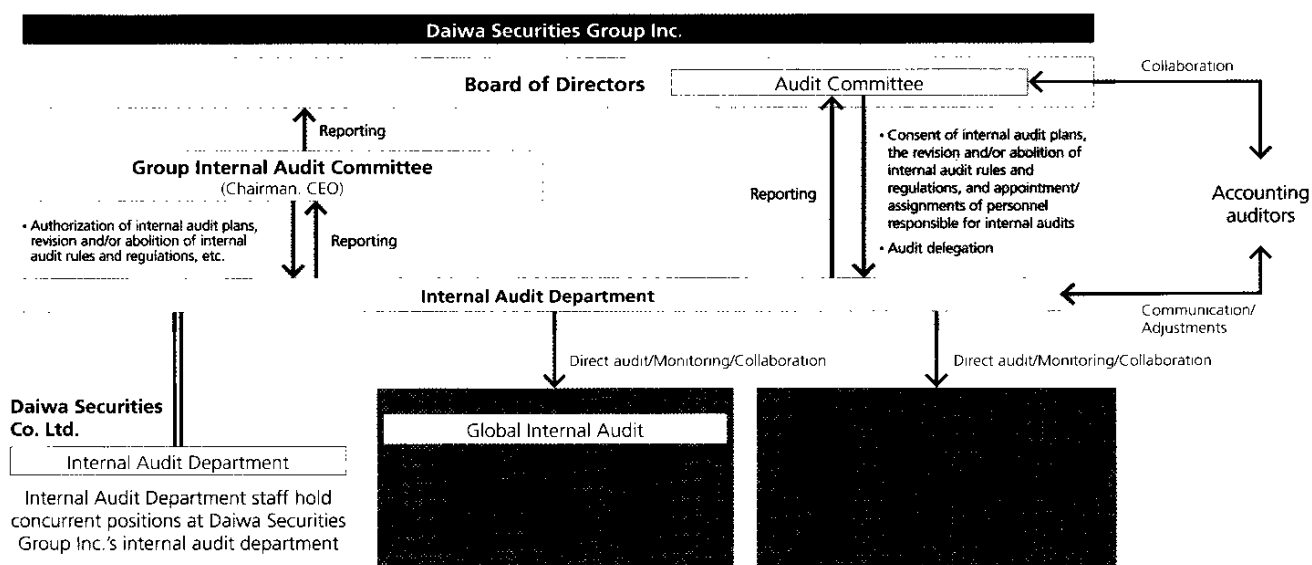 Daiwa Securities Group Inc.
Board of Directors
Audit Committee
Collaboration
Reporting
Group Internal Audit Committee
(Chairman. CEO)
• Authorization of internal audit plans,
revision and/or abolition of internal
audit rules and regulations, etc.
Reporting
Reporting
• Consent of internal audit plans,
the revision and/or abolition of
internal audit rules and
regulations, and appointment/
assignments of personnel
responsible for internal audits
• Audit delegation
Accounting
auditors
Internal Audit Department
Communication/
Adjustments
Direct audit/Monitoring/Collaboration
Direct audit/Monitoring/Collaboration
Daiwa Securities
Co. Ltd.
Internal Audit Department
Internal Audit Department staff hold
concurrent positions at Daiwa Securities
Group Inc.'s internal audit department
Global Internal Audit